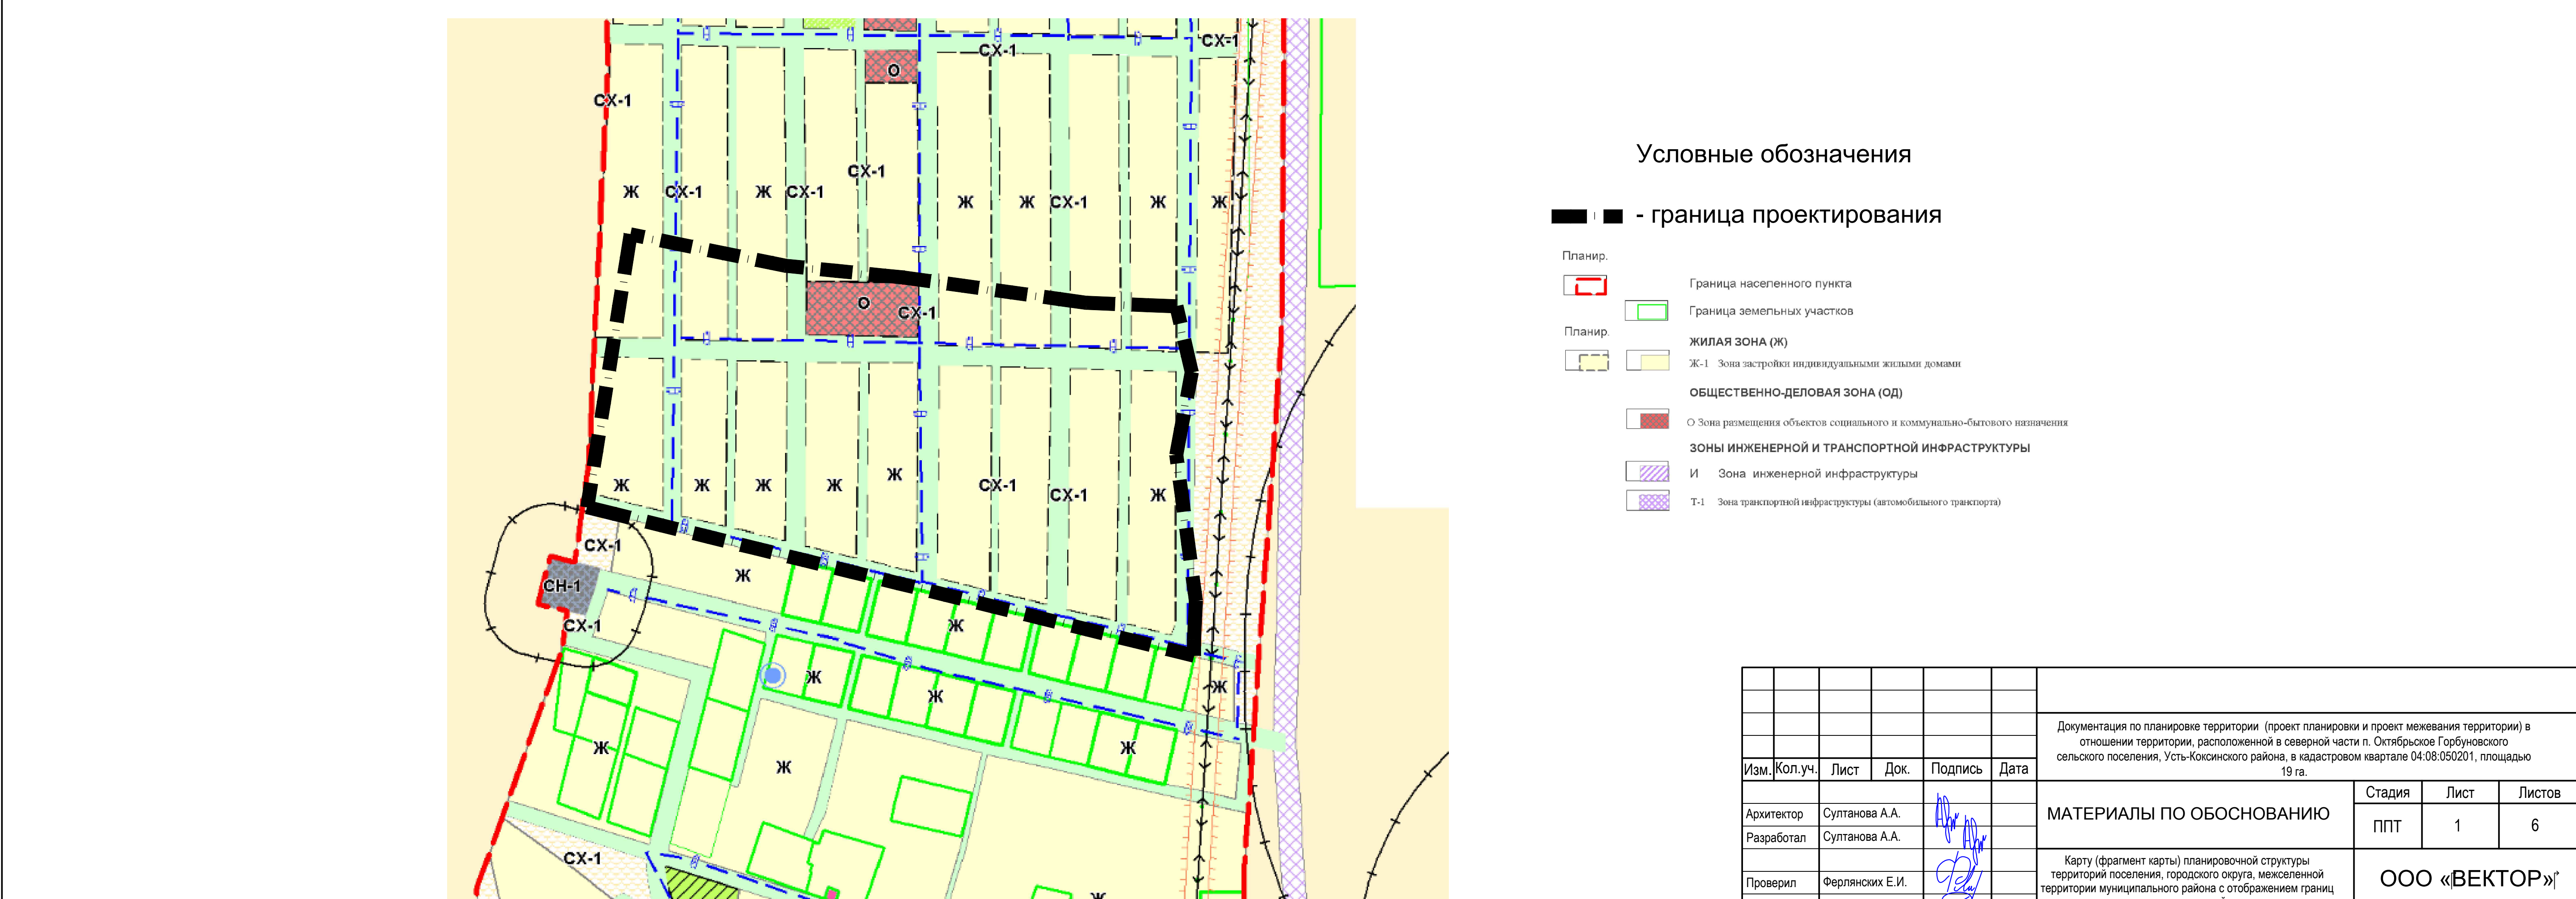 О
СХ-1
СХ-1
СХ-1
СХ-1
Ж
СХ-1
Ж
СХ-1
Ж
Ж
СХ-1
Ж
Ж
О
СХ-1
Ж
Ж
Ж
Ж
Ж
СХ-1
СХ-1
Ж
СХ-1
СН-1
Ж
СХ-1
Ж
Ж
Ж
Ж
Ж
Ж
Ж
СХ-1
Ж
Условные обозначения
- граница проектирования
Планир.
Граница населенного пункта
Граница земельных участков
Планир.
ЖИЛАЯ ЗОНА (Ж)
Ж-1 Зона застройки индивидуальными жилыми домами
ОБЩЕСТВЕННО-ДЕЛОВАЯ ЗОНА (ОД)
О Зона размещения объектов социального и коммунально-бытового назначения
ЗОНЫ ИНЖЕНЕРНОЙ И ТРАНСПОРТНОЙ ИНФРАСТРУКТУРЫ
И Зона инженерной инфраструктуры
Т-1 Зона транспортной инфраструктуры (автомобильного транспорта)
Документация по планировке территории (проект планировки и проект межевания территории) в
отношении территории, расположенной в северной части п. Октябрьское Горбуновского
сельского поселения, Усть-Коксинского района, в кадастровом квартале 04:08:050201, площадью
19 га.
Изм. Кол.уч. Лист Док. Подпись Дата
Архитектор Султанова А.А.
Разработал Султанова А.А.
Проверил Ферлянских Е.И.
МАТЕРИАЛЫ ПО ОБОСНОВАНИЮ
Стадия Лист Листов
ППТ 1 6
Карту (фрагмент карты) планировочной структуры
территорий поселения, городского округа, межселенной
территории муниципального района с отображением границ
ООО «ВЕКТОР»